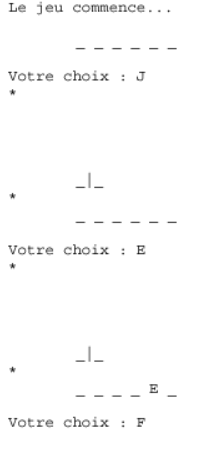 Le jeu commence...
_ _ _ _ _ _
Votre choix : J
*
_|_
*
_ _ _ _ _ _
Votre choix : E
*
_|_
*
_ _ _ _ E _
Votre choix : F